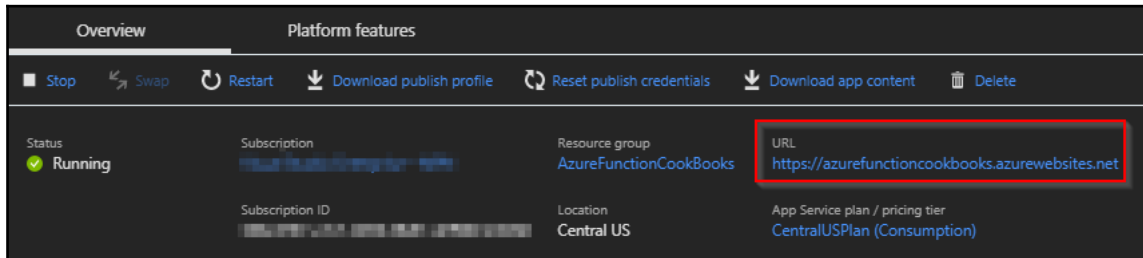 Overview Platform features
Stop Swap Restart Download publish profile Reset publish credentials Download app content Delete
Status Subscription Resource group URL
Running AzureFunctionCookBooks https://azurefunctioncookbooks.azurewebsites.net
Subscription ID Location App Service plan / pricing tier
Central US CentralUSPlan (Consumption)